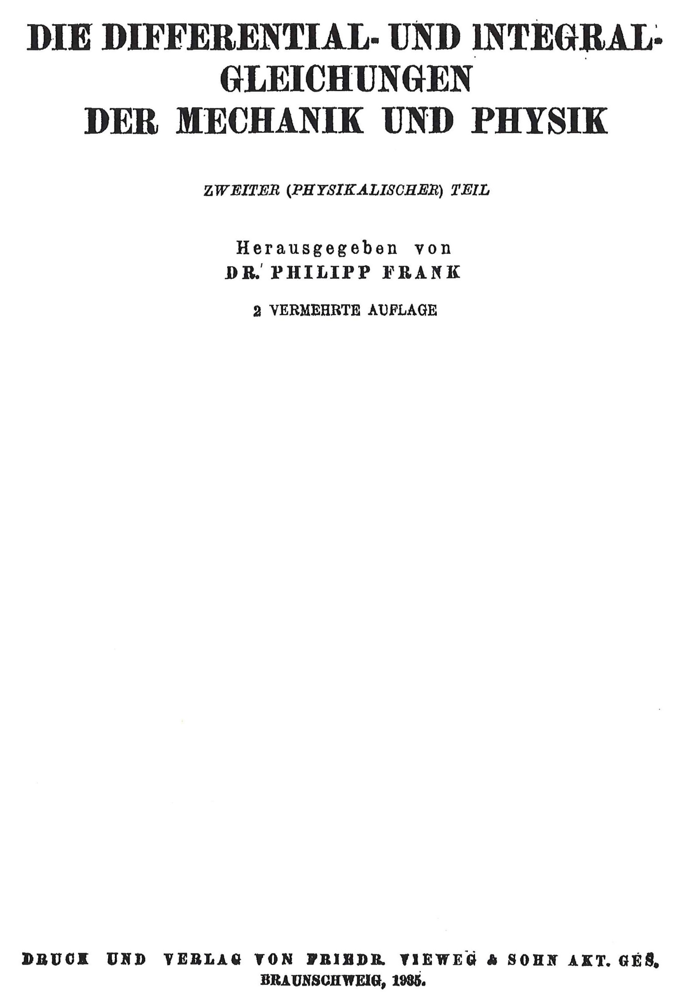 DIE DIFFERENTIAL- UND INTEGRAL-
GLEICHUNGEN
DER MECHANIK UND PHYSIK
ZWEITER (PHYSIKALISCHER) TEIL
Herausgegeben von
DR. PHILIPP FRANK
2 VERMEHRTE AUFLAGE
DRUCK UND VERLAG VON FRIEDR. VIEWEG & SOHN AKT. GES.
BRAUNSCHWEIG, 1935.